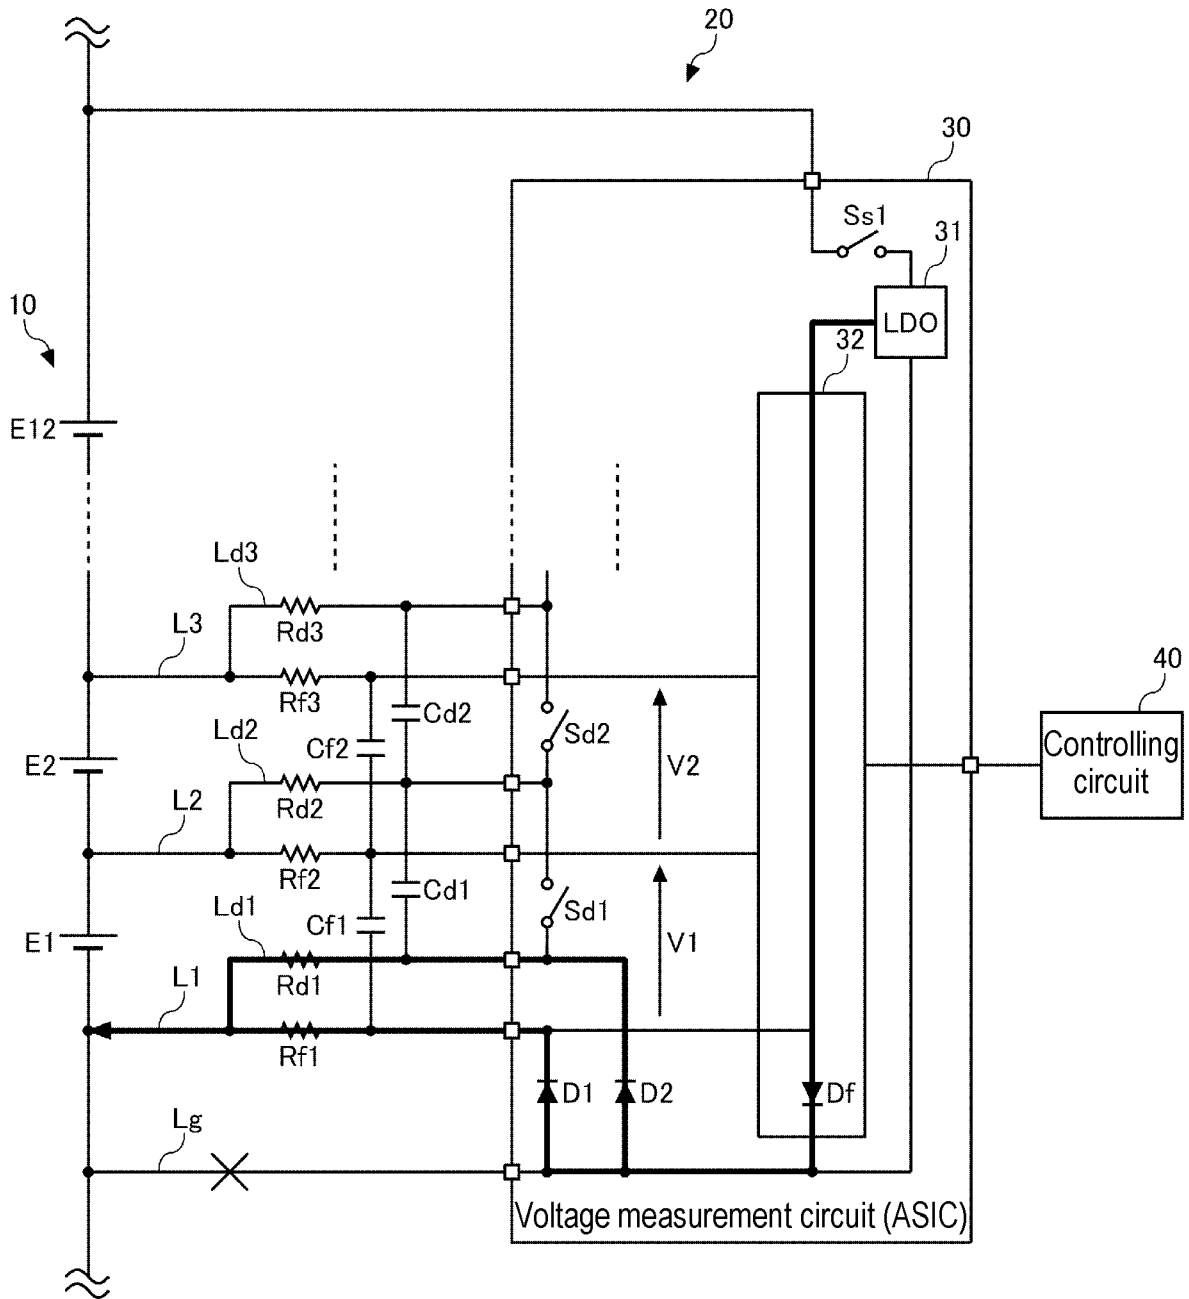 20
30
Ss1
31
10
LDO
32
E12
Ld3
L3
Rd3
40
Rf3
Cd2
Ld2
Sd2
Controlling
circuit
Cf2
E2
V2
L2
Rd2
Rf2
Cd1
Ld1
Sd1
Cf1
E1
V1
L1
Rd1
Rf1
D1
D2
Df
Lg
Voltage measurement circuit (ASIC)